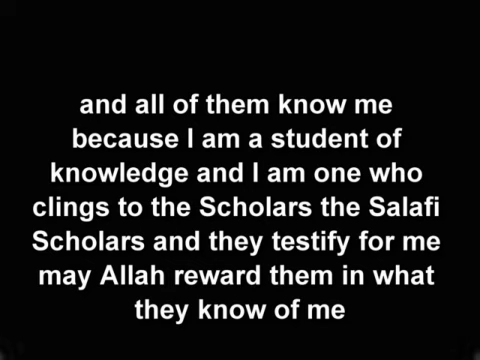 and all of them know me
because I am a student of
knowledge and I am one who
clings to the Scholars the Salafi
Scholars and they testify for me
may Allah reward them in what
they know of me